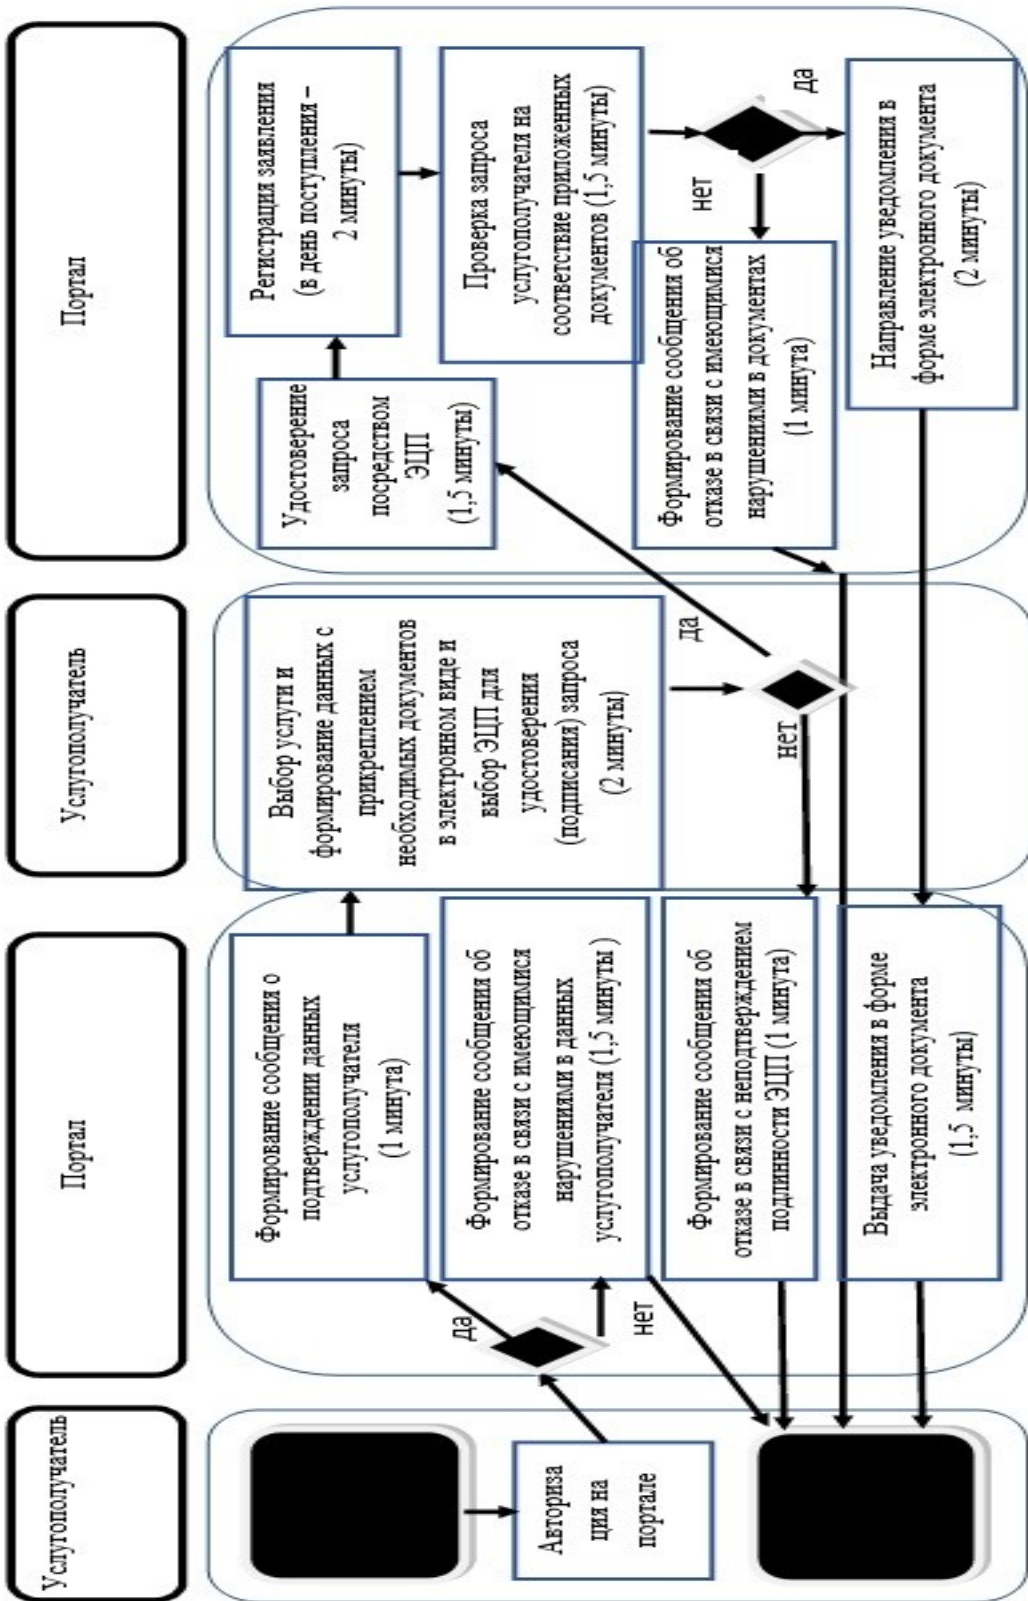 Услугополучатель
Портал
Услугополучатель
Портал
Авториза
ция на
портале
да
нет
Формирование сообщения о
подтверждении данных
услугополучателя
(1 минута)
Формирование сообщения об
отказе в связи с имеющимися
нарушениями в данных
услугополучателя (1,5 минуты )
Формирование сообщения об
отказе в связи с неподтверждением
подлинности ЭЦП (1 минута)
Выдача уведомления в форме
электронного документа
(1,5 минуты)
Выбор услуги и
формирование данных с
прикреплением
необходимых документов
в электронном виде и
выбор ЭЦП для
удостоверения
(подписания) запроса
(2 минуты)
да
нет
Удостоверение
запроса
посредством
ЭЦП
(1,5 минуты)
Регистрация заявления
(в день поступления –
2 минуты)
Проверка запроса
услугополучателя на
соответствие приложенных
документов (1,5 минуты)
нет
да
Формирование сообщения об
отказе в связи с имеющимися
нарушениями в документах
(1 минута)
Направление уведомления в
форме электронного документа
(2 минуты)